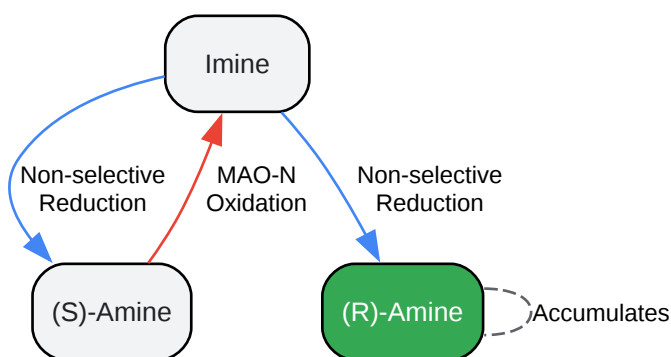 Imine
Non-selective
Reduction
MAO-N
Oxidation
Non-selective
Reduction
(S)-Amine
(R)-Amine
Accumulates